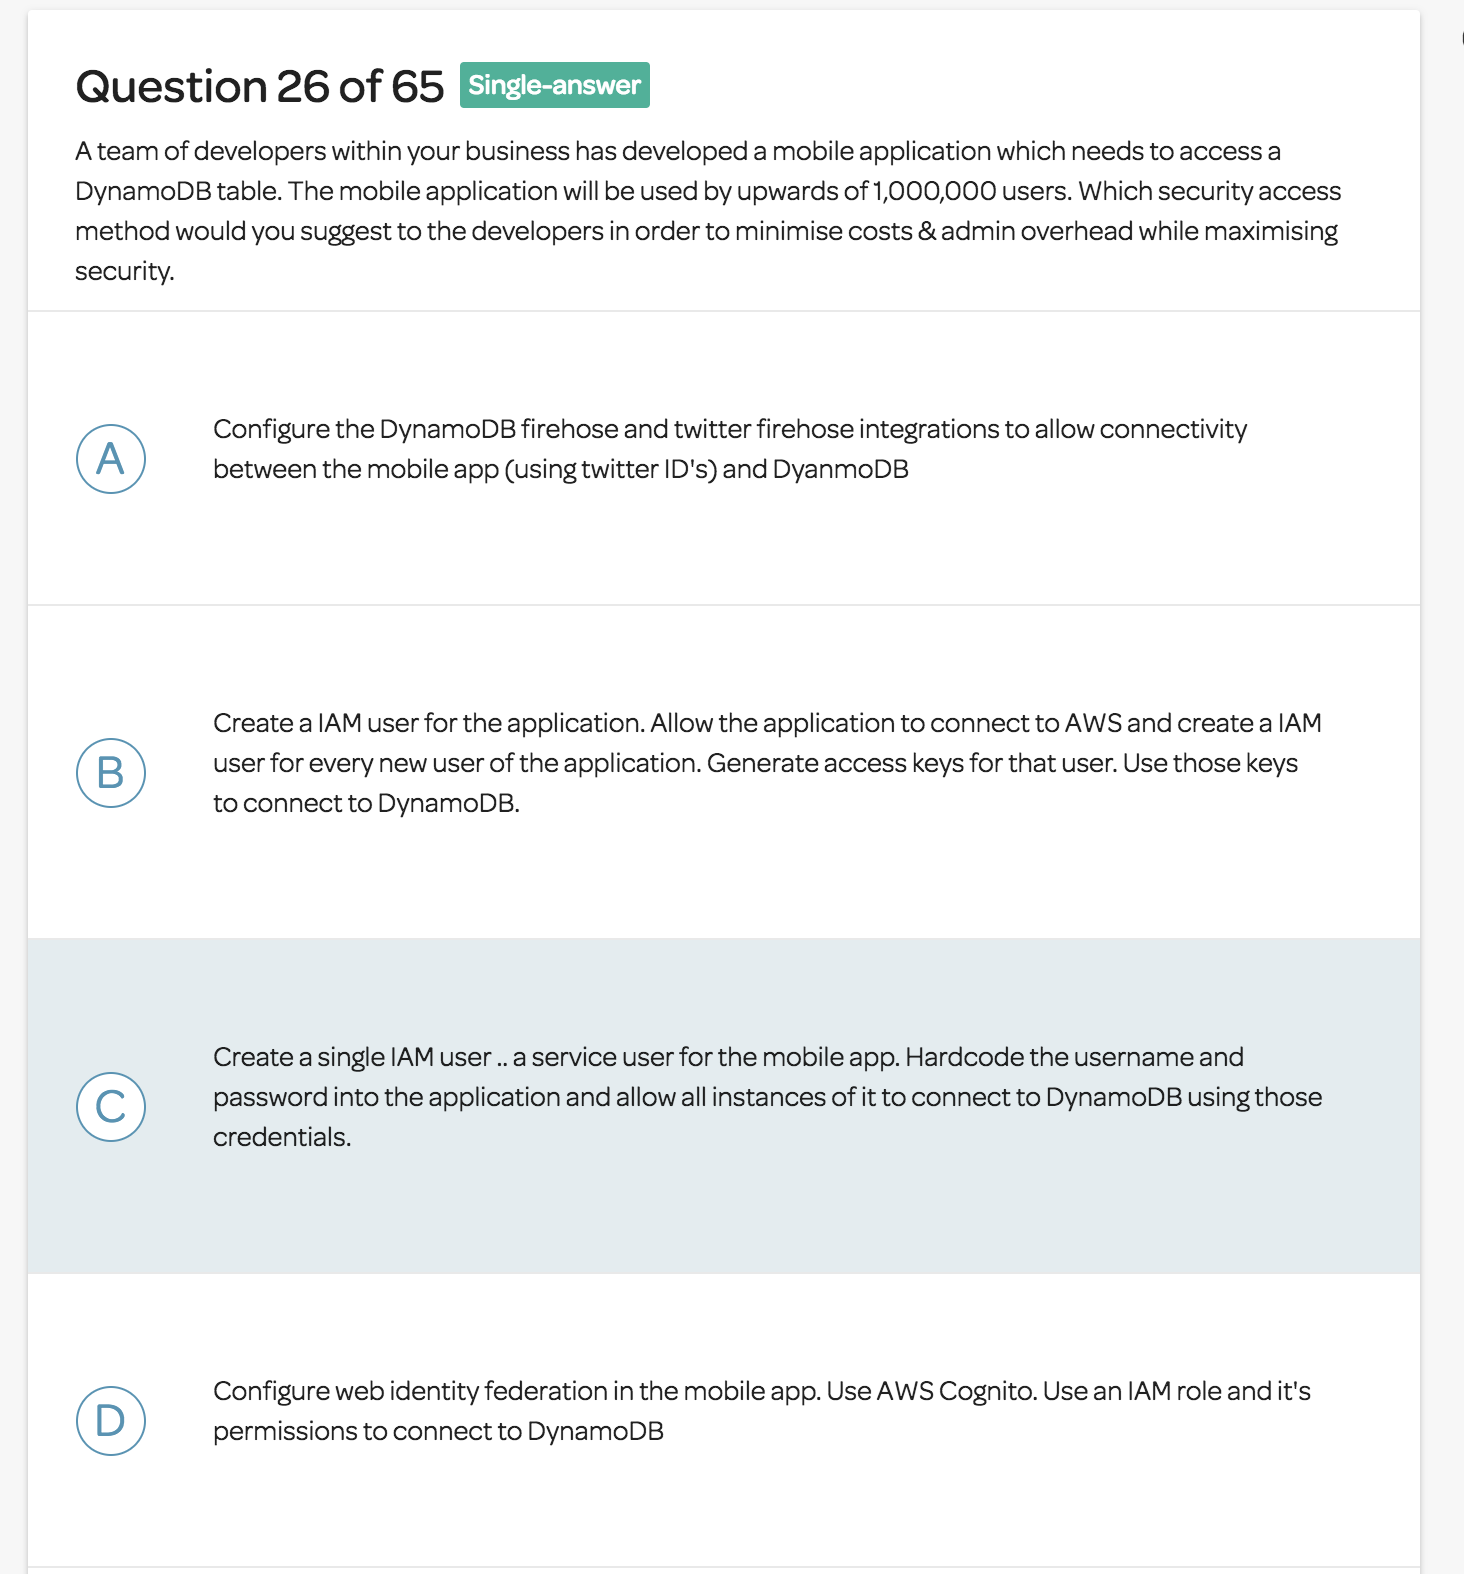 Question 26 of 65 Single-answer
A team of developers within your business has developed a mobile application which needs to access a
DynamoDB table. The mobile application will be used by upwards of 1,000,000 users. Which security access
method would you suggest to the developers in order to minimise costs & admin overhead while maximising
security.
A
Configure the DynamoDB firehose and twitter firehose integrations to allow connectivity
between the mobile app (using twitter ID's) and DyanmoDB
B
Create a IAM user for the application. Allow the application to connect to AWS and create a IAM
user for every new user of the application. Generate access keys for that user. Use those keys
to connect to DynamoDB.
C
Create a single IAM user .. a service user for the mobile app. Hardcode the username and
password into the application and allow all instances of it to connect to DynamoDB using those
credentials.
D
Configure web identity federation in the mobile app. Use AWS Cognito. Use an IAM role and it's
permissions to connect to DynamoDB